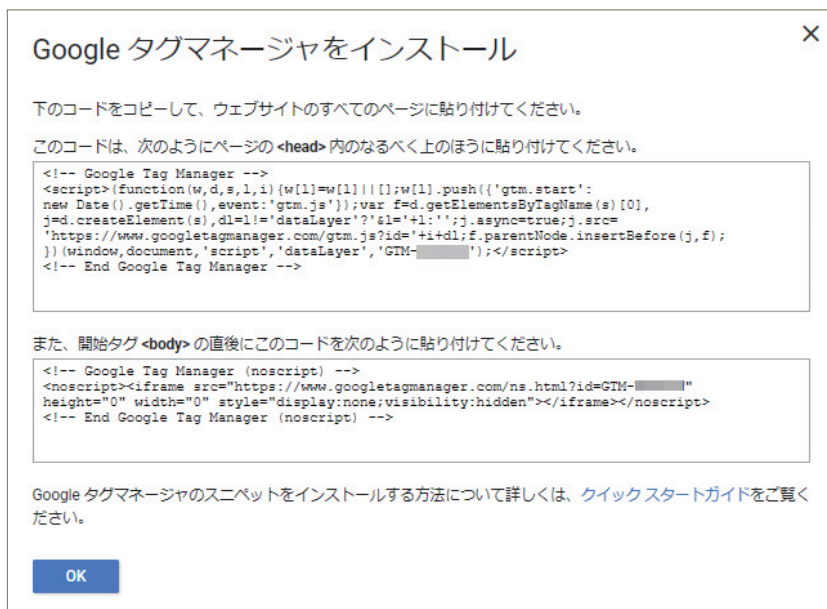 Google タグマネージャをインストール
下のコードをコピーして、ウェブサイトのすべてのページに貼り付けてください。
このコードは、次のようにページの <head> 内のなるべく上のほうに貼り付けてください。
<!-- Google Tag Manager -->
<script>(function(w,d,s,l,i){w[l]=w[l]||[];w[l].push({'gtm.start':
new Date().getTime(),event:'gtm.js'});var f=d.getElementsByTagName(s)[0],
j=d.createElement(s),dl=l!='dataLayer'?'&l='+l:'';j.async=true;j.src=
'https://www.googletagmanager.com/gtm.js?id='+i+dl;f.parentNode.insertBefore(j,f);
})(window,document,'script','dataLayer','GTM-');</script>
<!-- End Google Tag Manager -->
また、開始タグ <body> の直後にこのコードを次のように貼り付けてください。
<!-- Google Tag Manager (noscript) -->
<noscript><iframe src="https://www.googletagmanager.com/ns.html?id=GTM-"
height="0" width="0" style="display:none;visibility:hidden"></iframe></noscript>
<!-- End Google Tag Manager (noscript) -->
Google タグマネージャのスニペットをインストールする方法について詳しくは、クイック スタートガイドをご覧く
ださい。
OK